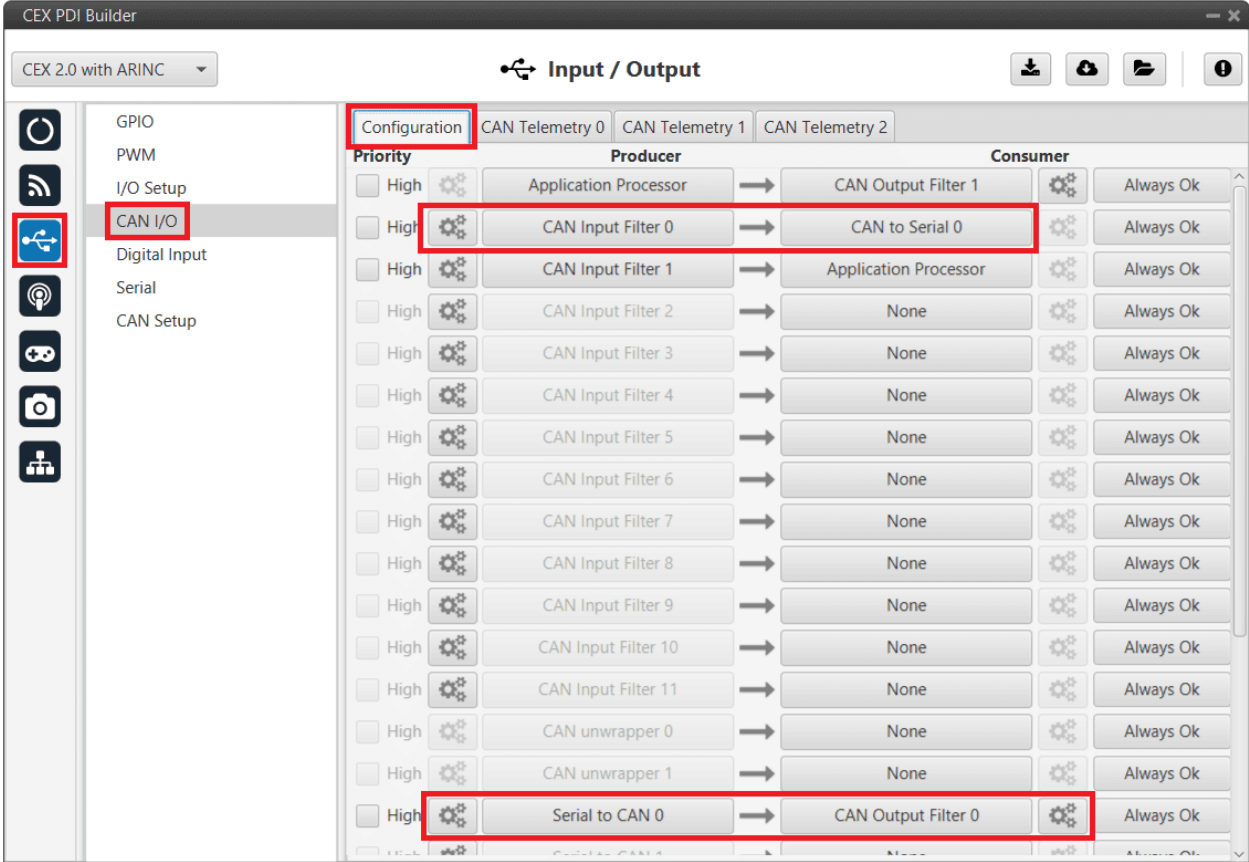 CEX PDI Builder
CEX 2.0 with ARINC
Input / Output
GPIO
PWM
I/O Setup
CAN I/O
Digital Input
Serial
CAN Setup
Configuration CAN Telemetry 0 CAN Telemetry 1 CAN Telemetry 2
Priority Producer Consumer
High Application Processor CAN Output Filter 1 Always Ok
High CAN Input Filter 0 CAN to Serial 0 Always Ok
High CAN Input Filter 1 Application Processor Always Ok
High CAN Input Filter 2 None Always Ok
High CAN Input Filter 3 None Always Ok
High CAN Input Filter 4 None Always Ok
High CAN Input Filter 5 None Always Ok
High CAN Input Filter 6 None Always Ok
High CAN Input Filter 7 None Always Ok
High CAN Input Filter 8 None Always Ok
High CAN Input Filter 9 None Always Ok
High CAN Input Filter 10 None Always Ok
High CAN Input Filter 11 None Always Ok
High CAN unwrapper 0 None Always Ok
High CAN unwrapper 1 None Always Ok
High Serial to CAN 0 CAN Output Filter 0 Always Ok